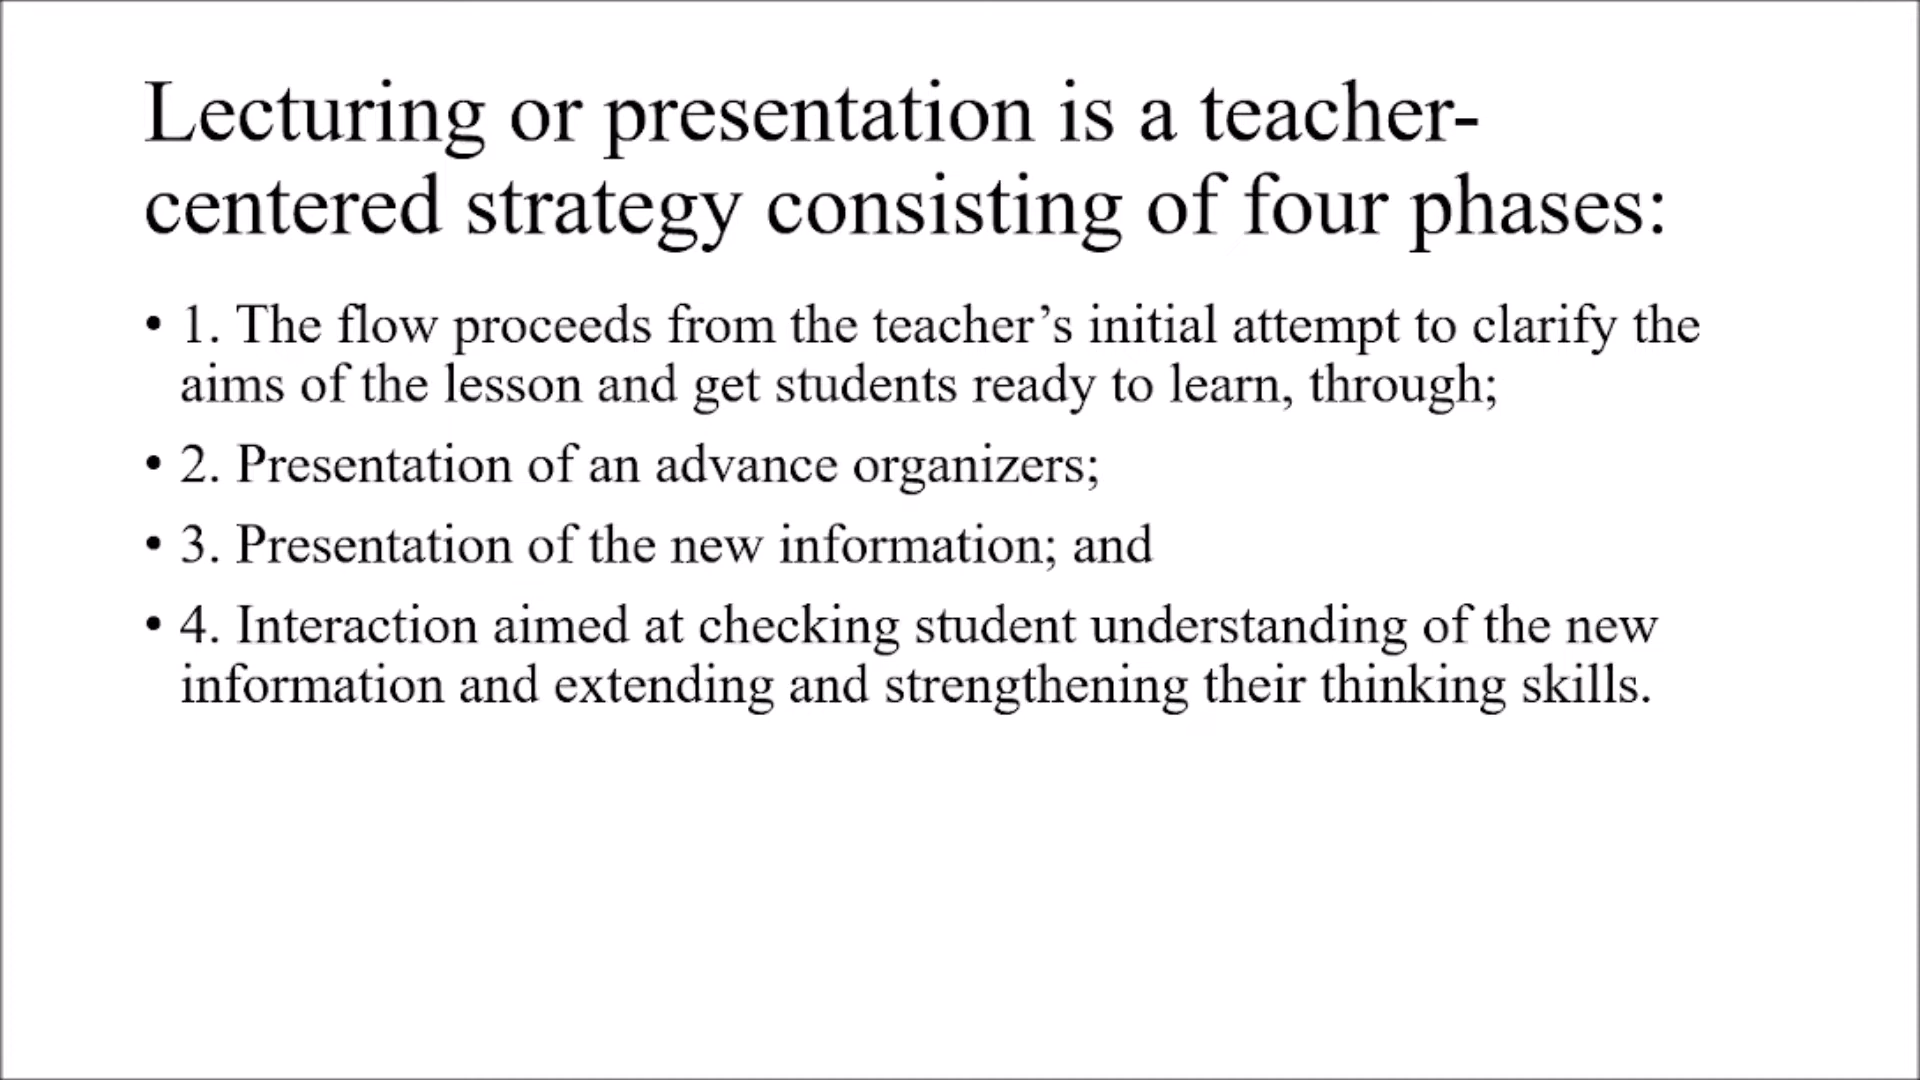 Lecturing or presentation is a teacher-
centered strategy consisting of four phases:
• 1. The flow proceeds from the teacher’s initial attempt to clarify the
aims of the lesson and get students ready to learn, through;
• 2. Presentation of an advance organizers;
• 3. Presentation of the new information; and
• 4. Interaction aimed at checking student understanding of the new
information and extending and strengthening their thinking skills.